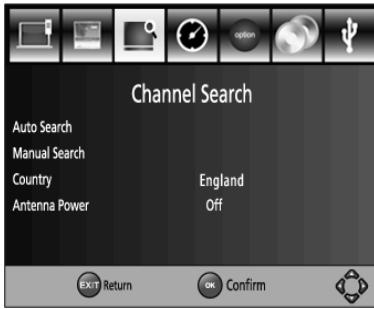 option
Channel Search
Auto Search
Manual Search
Country England
Antenna Power Off
EXIT Return OK Confirm